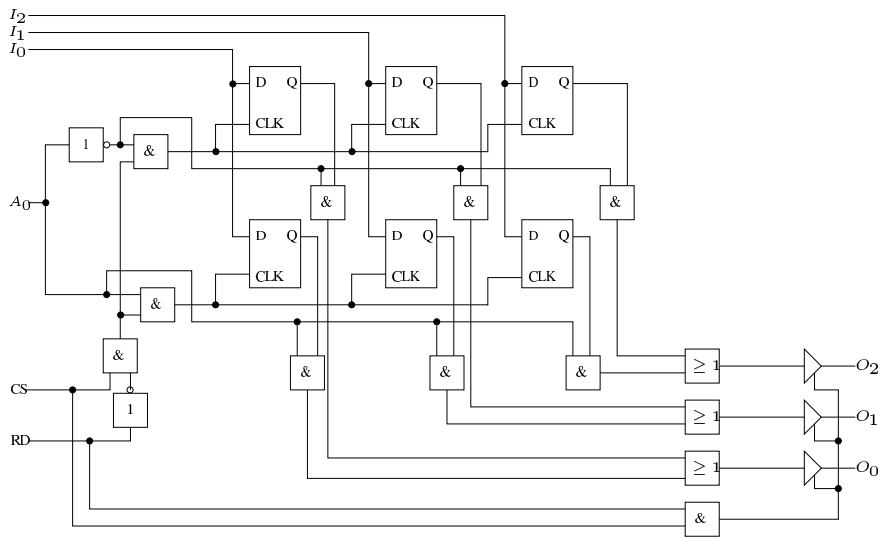 I2
I1
I0
D Q D Q D Q
CLK CLK CLK
1
&
A0
& & &
D Q D Q D Q
CLK CLK CLK
&
&
& & &
≥ 1 O2
CS
1
≥ 1 O1
RD
≥ 1 O0
&